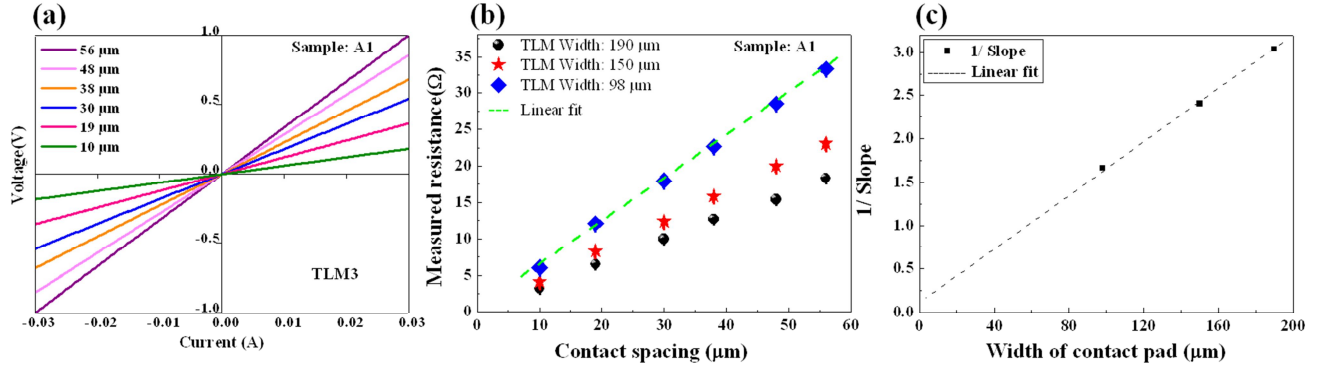 (a)
1.0
56 µm
48 µm
38 µm
30 µm
19 µm
10 µm
Sample: A1
0.5
0.0
-0.5
-1.0
Voltage(V)
TLM3
-0.03
-0.02
-0.01
0.00
0.01
0.02
0.03
Current (A)
(b)
TLM Width: 190 µm
TLM Width: 150 µm
TLM Width: 98 µm
Linear fit
Sample: A1
35
30
25
20
15
10
5
0
Measured resistance(Ω)
0
10
20
30
40
50
60
Contact spacing (µm)
(c)
1/ Slope
Linear fit
3.0
2.5
2.0
1.5
1.0
0.5
0.0
1/ Slope
0
40
80
120
160
200
Width of contact pad (µm)